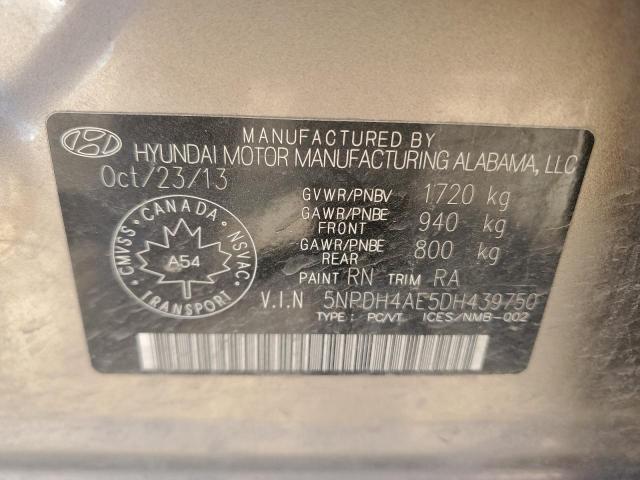 MANUFACTURED BY
HYUNDAI MOTOR MANUFACTURING ALABAMA, LLC
Oct/23/13
GVWR/PNBV 1720 kg
GAWR/PNBE FRONT 940 kg
GAWR/PNBE REAR 800 kg
PAINT RN TRIM RA
CANADA
CMVSS NSVAC
A54
TRANSPORT
V.I.N 5NPDH4AE5DH439750
TYPE: PC/VT ICES/NMB-002